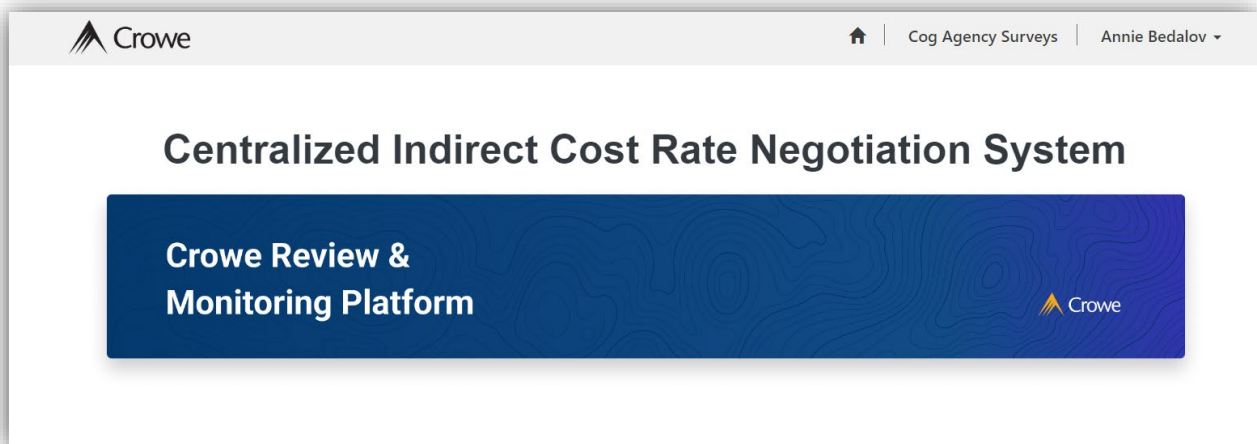 Crowe
Cog Agency Surveys
Annie Bedalov
Centralized Indirect Cost Rate Negotiation System
Crowe Review &
Monitoring Platform
Crowe